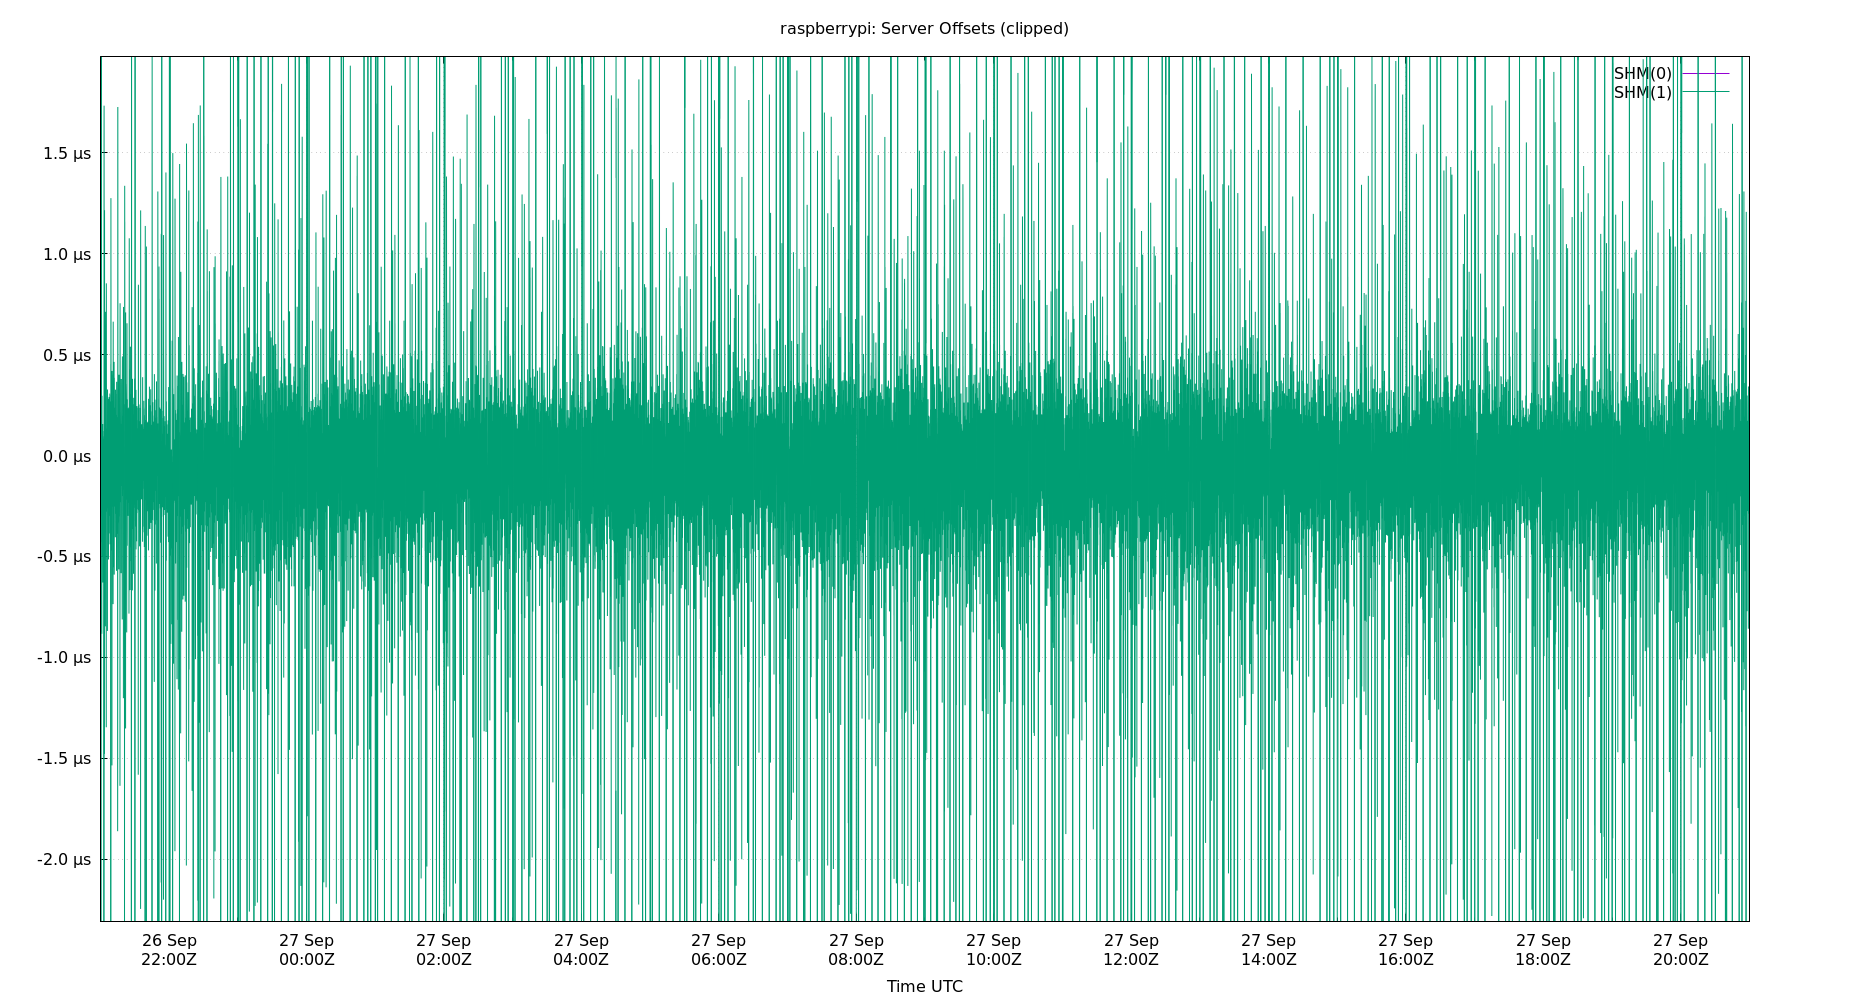 raspberrypi: Server Offsets (clipped)
SHM(0)
SHM(1)
1.5 µs
1.0 µs
0.5 µs
0.0 µs
-0.5 µs
-1.0 µs
-1.5 µs
-2.0 µs
26 Sep 27 Sep 27 Sep 27 Sep 27 Sep 27 Sep 27 Sep 27 Sep 27 Sep 27 Sep 27 Sep 27 Sep
22:00Z 00:00Z 02:00Z 04:00Z 06:00Z 08:00Z 10:00Z 12:00Z 14:00Z 16:00Z 18:00Z 20:00Z
Time UTC